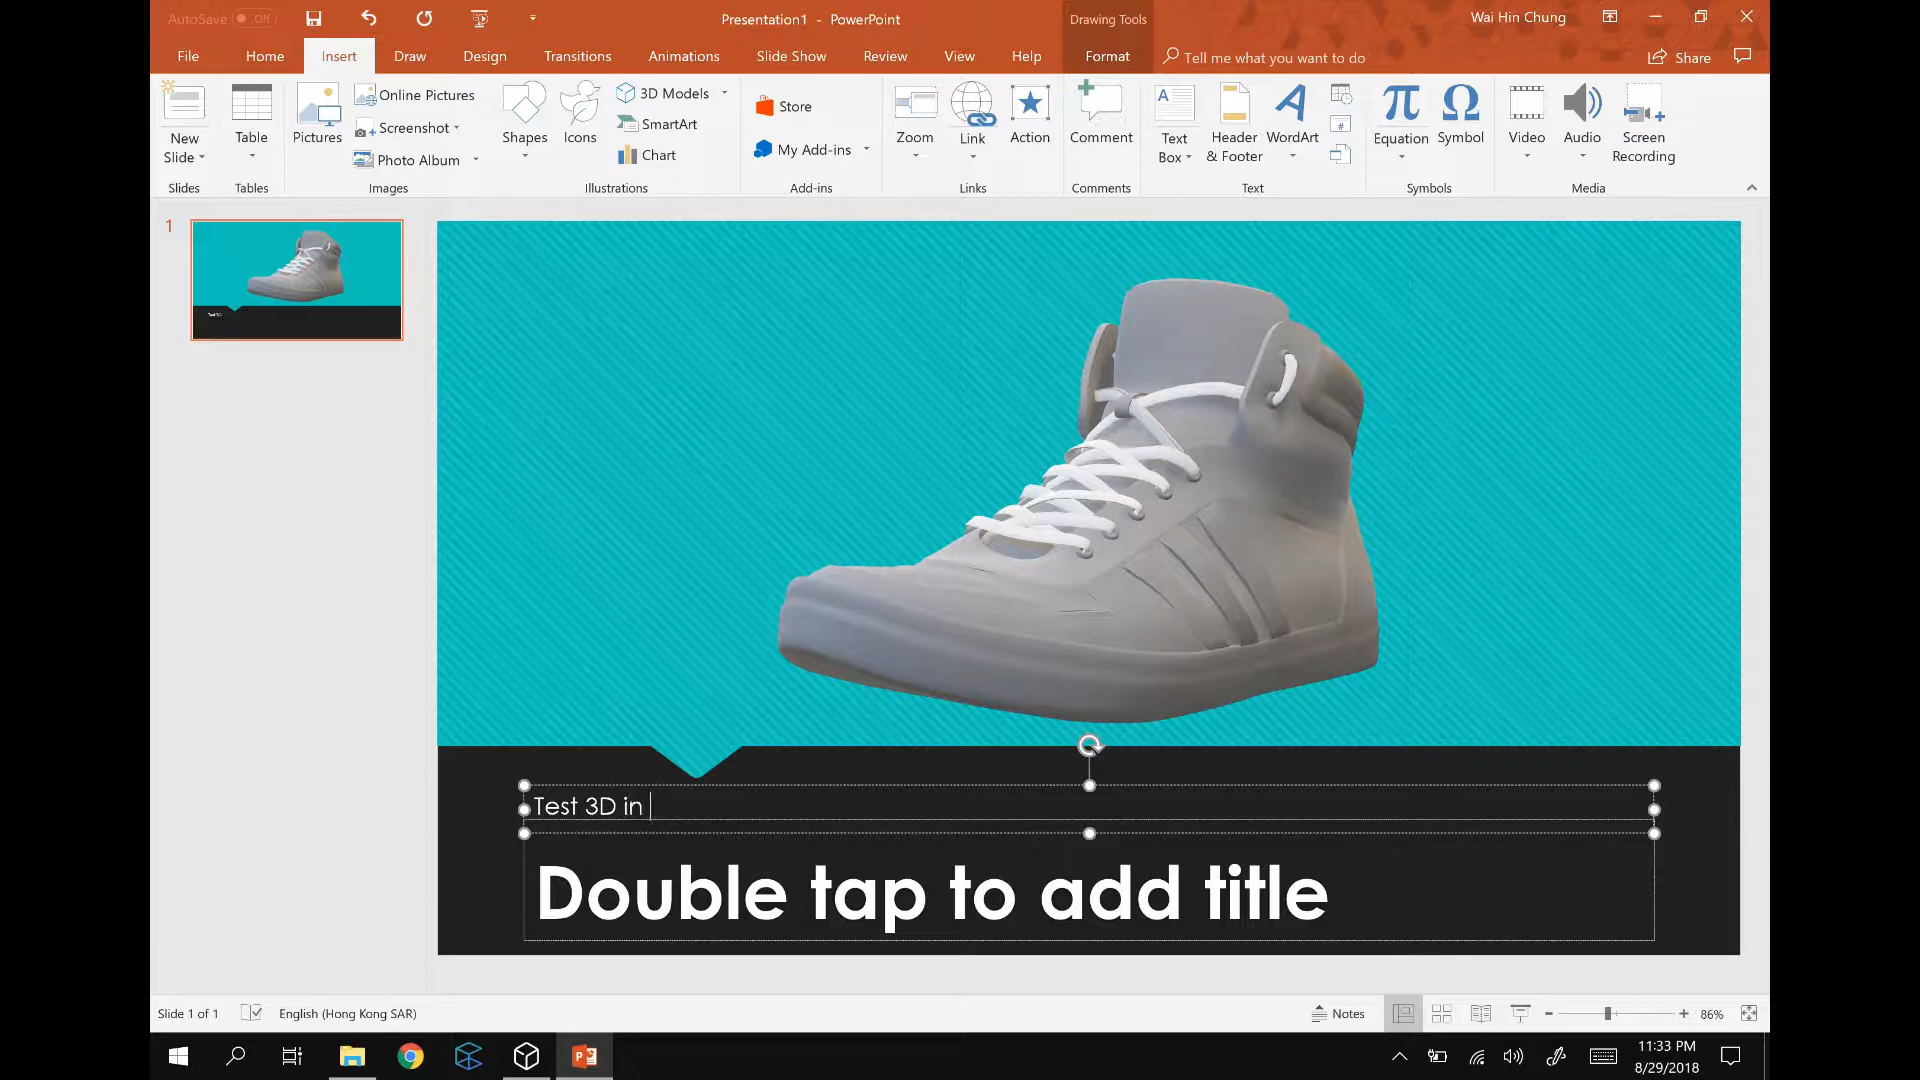 AutoSave Off
Presentation1 - PowerPoint
Drawing Tools
Wai Hin Chung
File Home Insert Draw Design Transitions Animations Slide Show Review View Help Format Tell me what you want to do Share
New Slide
Table
Pictures
Online Pictures
Screenshot
Photo Album
Shapes
Icons
3D Models
SmartArt
Chart
Store
My Add-ins
Zoom
Link
Action
Comment
Text Box
Header & Footer
WordArt
Equation
Symbol
Video
Audio
Screen Recording
Slides Tables Images Illustrations Add-ins Links Comments Text Symbols Media
1
Test 3D
Test 3D in
Double tap to add title
Slide 1 of 1
English (Hong Kong SAR)
Notes
86%
11:33 PM
8/29/2018